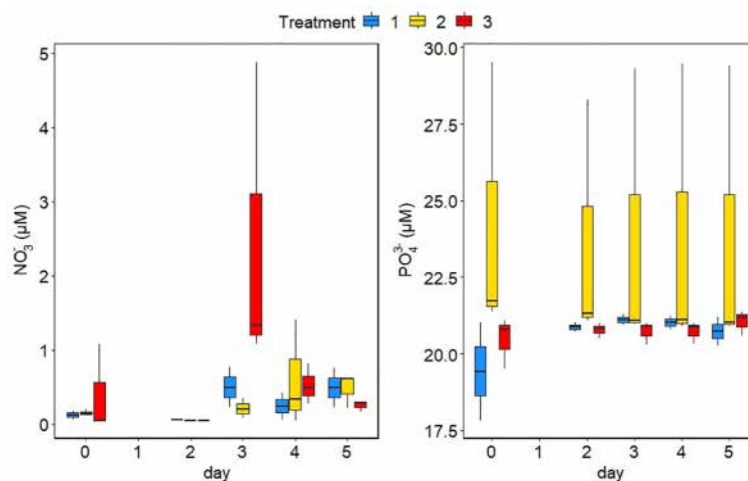 Treatment 1 2 3
NO₃⁻ (µM)
5
4
3
2
1
0
0 1 2 3 4 5
day
PO₄³⁻ (µM)
30.0
27.5
25.0
22.5
20.0
17.5
0 1 2 3 4 5
day